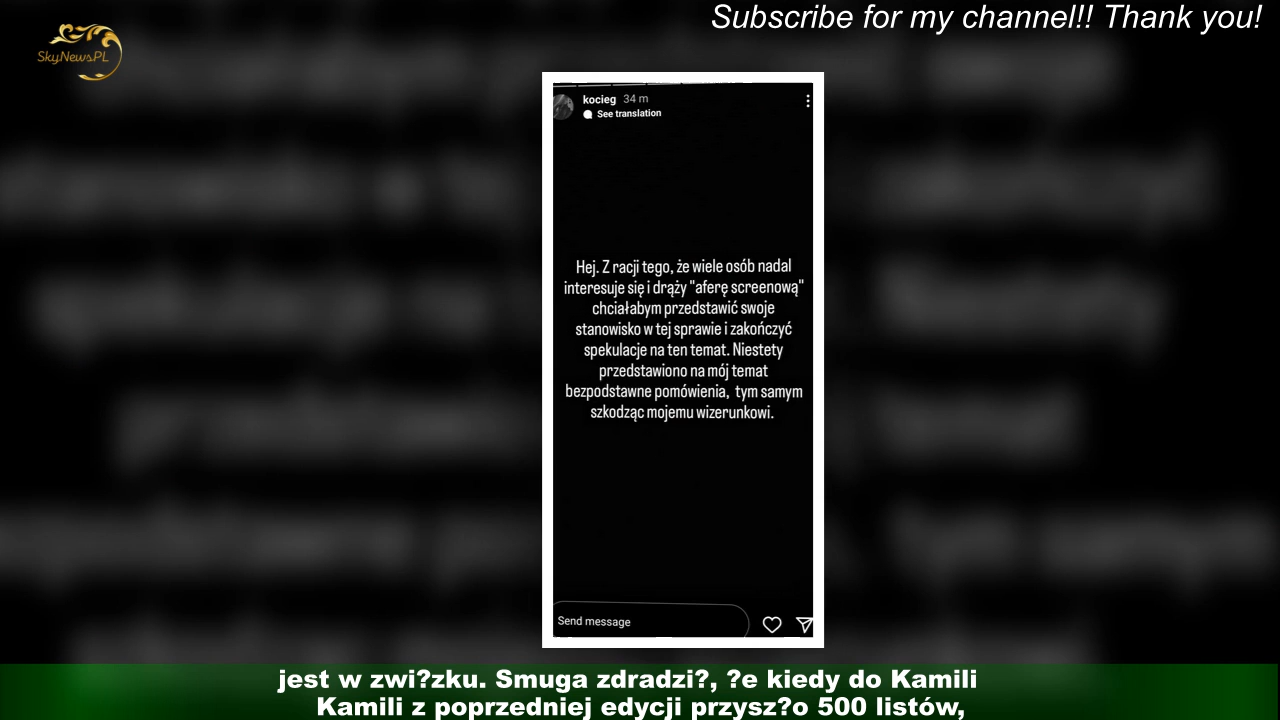 Subscribe for my channel!! Thank you!
SkyNewsPL
kocieg 34 m
See translation
Hej. Z racji tego, że wiele osób nadal
interesuje się i drąży "aferę screenową"
chciałabym przedstawić swoje
stanowisko w tej sprawie i zakończyć
spekulacje na ten temat. Niestety
przedstawiono na mój temat
bezpodstawne pomówienia, tym samym
szkodząc mojemu wizerunkowi.
Send message
jest w zwi?zku. Smuga zdradzi?, ?e kiedy do Kamili
Kamili z poprzedniej edycji przysz?o 500 listów,